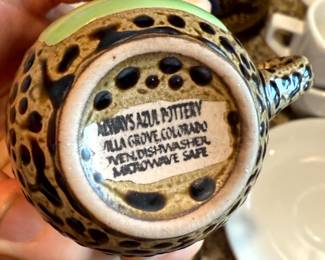 ALWAYS AZUL POTTERY
VILLA GROVE, COLORADO
OVEN, DISHWASHER,
MICROWAVE SAFE